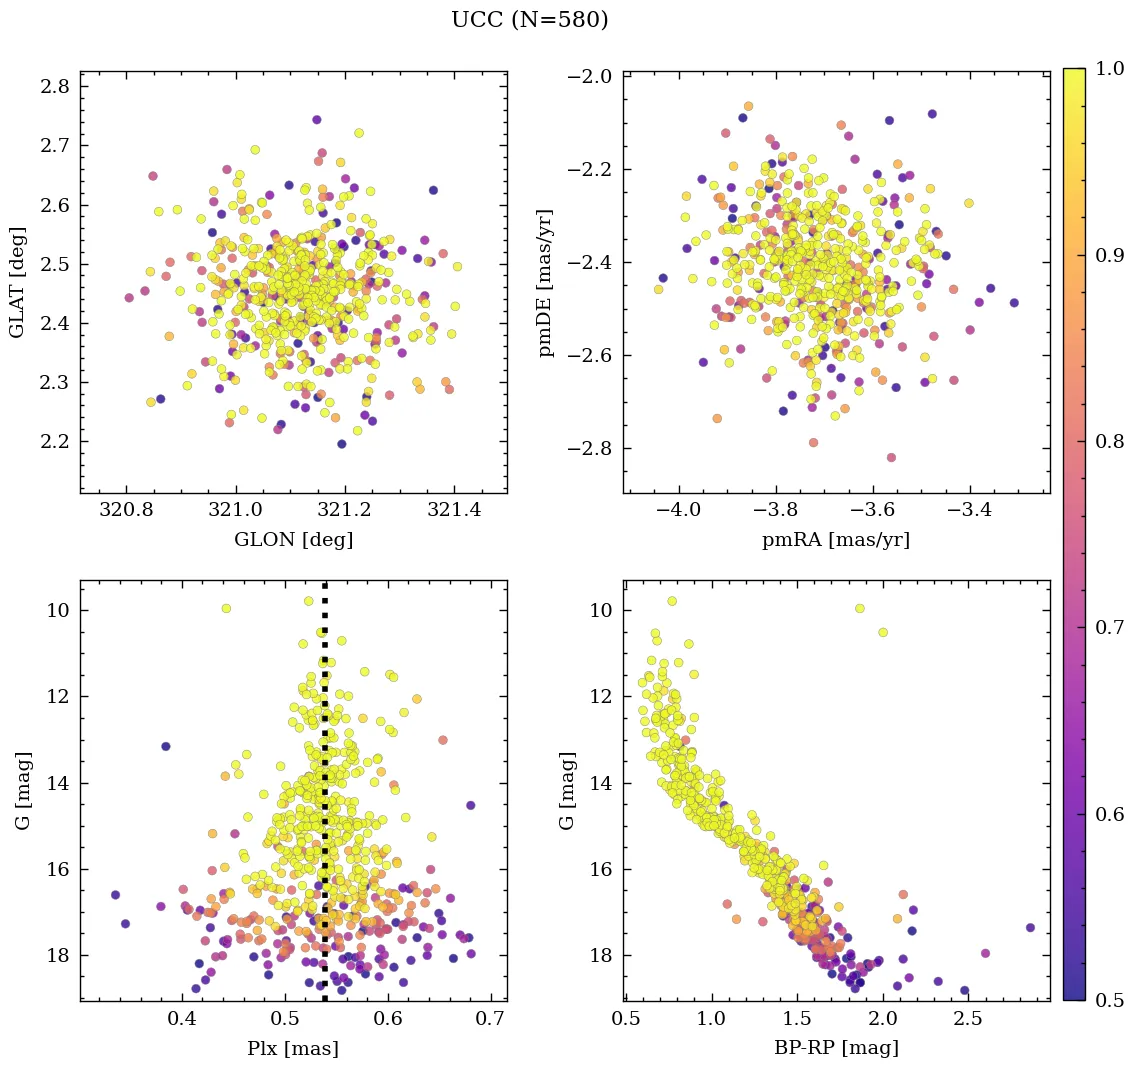 UCC (N=580)
2.8
2.7
2.6
2.5
2.4
2.3
2.2
GLAT [deg]
320.8 321.0 321.2 321.4
GLON [deg]
−2.0
−2.2
−2.4
−2.6
−2.8
pmDE [mas/yr]
−4.0 −3.8 −3.6 −3.4
pmRA [mas/yr]
1.0
0.9
0.8
0.7
0.6
0.5
10
12
14
16
18
G [mag]
0.4 0.5 0.6 0.7
Plx [mas]
10
12
14
16
18
G [mag]
0.5 1.0 1.5 2.0 2.5
BP-RP [mag]